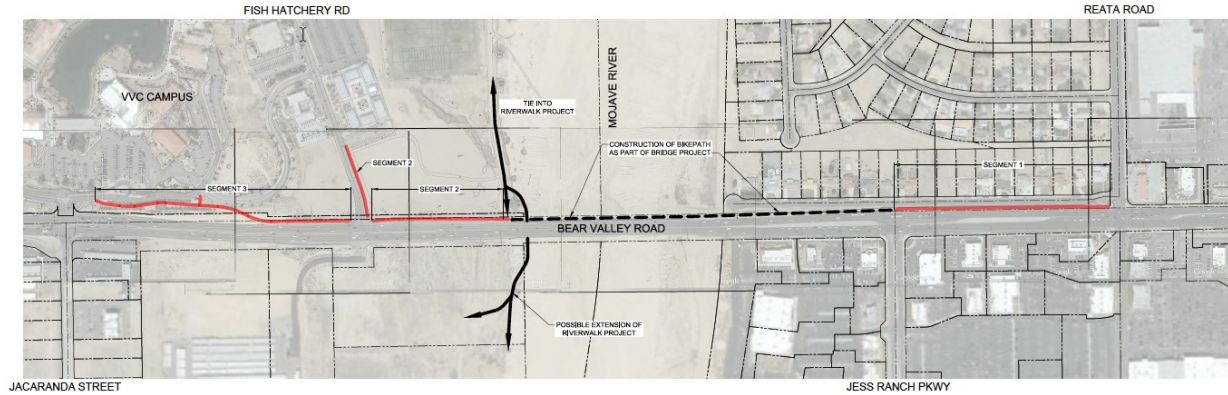 FISH HATCHERY RD
REATA ROAD
VVC CAMPUS
TIE INTO
RIVERWALK PROJECT
MOJAVE RIVER
CONSTRUCTION OF BIKEPATH
AS PART OF BRIDGE PROJECT
SEGMENT 2
SEGMENT 1
SEGMENT 3
SEGMENT 2
BEAR VALLEY ROAD
POSSIBLE EXTENSION OF
RIVERWALK PROJECT
JACARANDA STREET
JESS RANCH PKWY